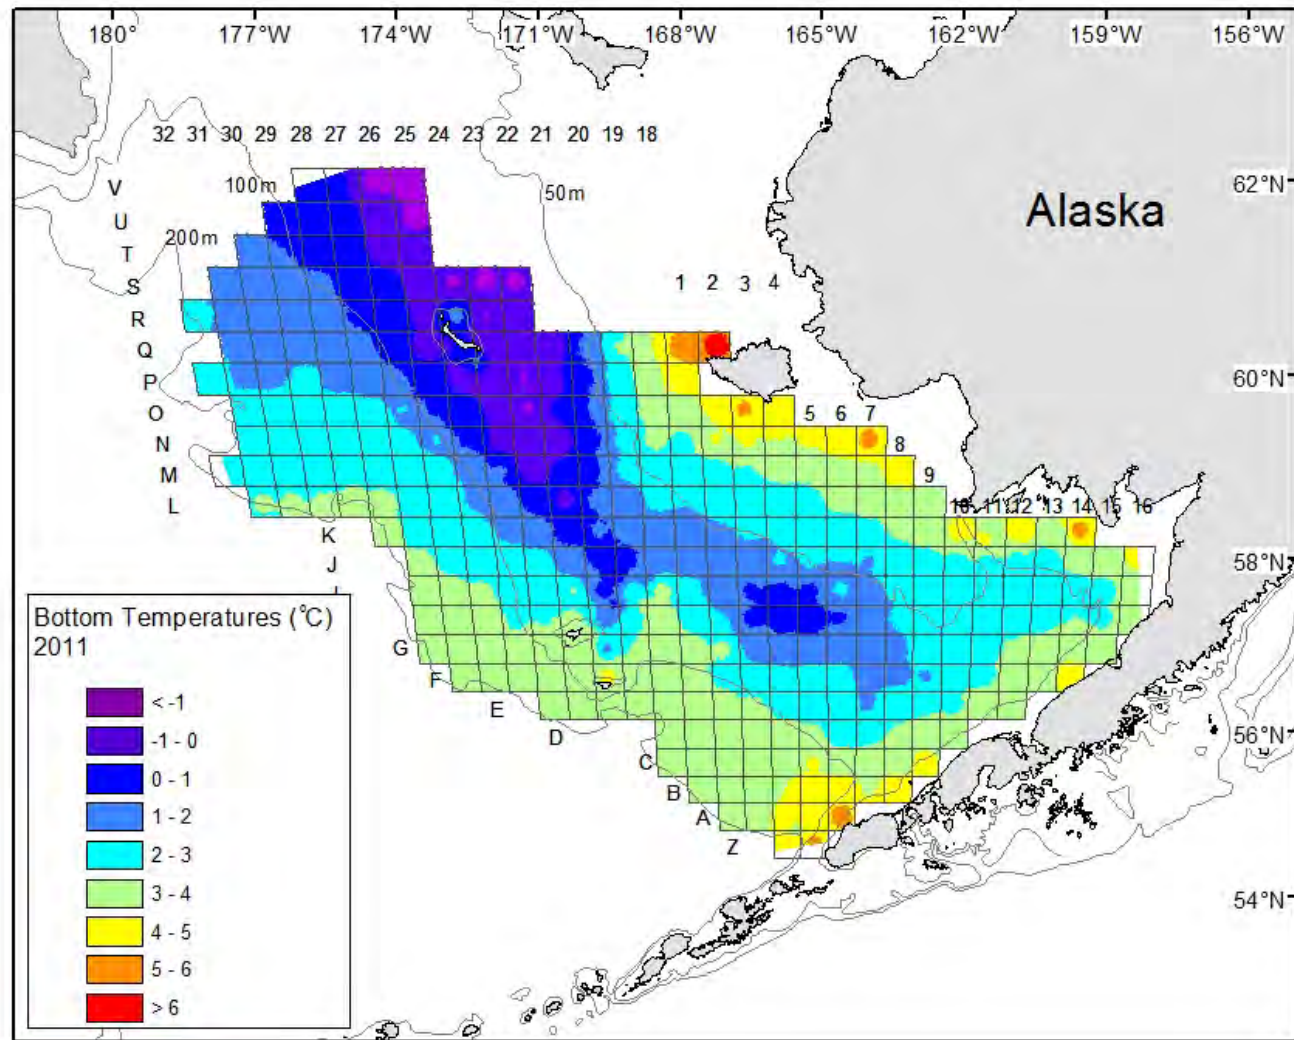 180° 177°W 174°W 171°W 168°W 165°W 162°W 159°W 156°W
32 31 30 29 28 27 26 25 24 23 22 21 20 19 18
62°N
V
100m
50m
Alaska
U
200m
T
S
1 2 3 4
R
Q
60°N
P
O
5 6 7
N
8
M
9
L
10 11 12 13 14 15 16
K
58°N
J
Bottom Temperatures (°C)
2011
G
F
E
D
56°N
C
B
A
Z
54°N
< -1
-1 - 0
0 - 1
1 - 2
2 - 3
3 - 4
4 - 5
5 - 6
> 6